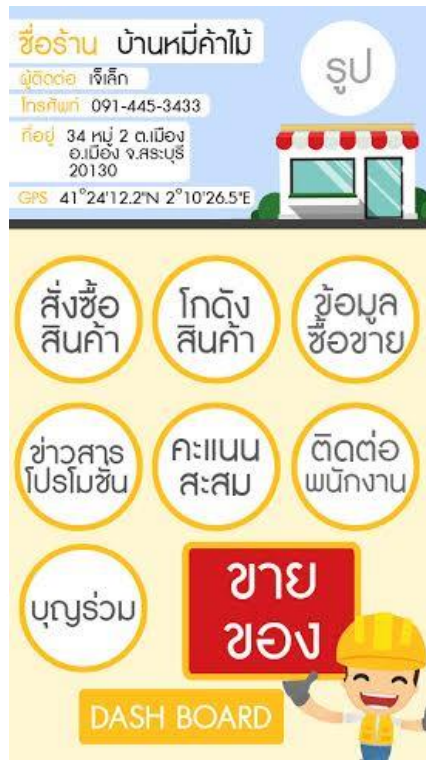 ชื่อร้าน บ้านหมี่ค้าไม้
ผู้ติดต่อ เจ๊เล็ก
โทรศัพท์ 091-445-3433
ที่อยู่ 34 หมู่ 2 ต.เมือง
อ.เมือง จ.สระบุรี
20130
GPS 41°24'12.2"N 2°10'26.5"E
รูป
สั่งซื้อ
สินค้า
โกดัง
สินค้า
ข้อมูล
ซื้อขาย
ข่าวสาร
โปรโมชั่น
คะแนน
สะสม
ติดต่อ
พนักงาน
บุญร่วม
ขาย
ของ
DASH BOARD